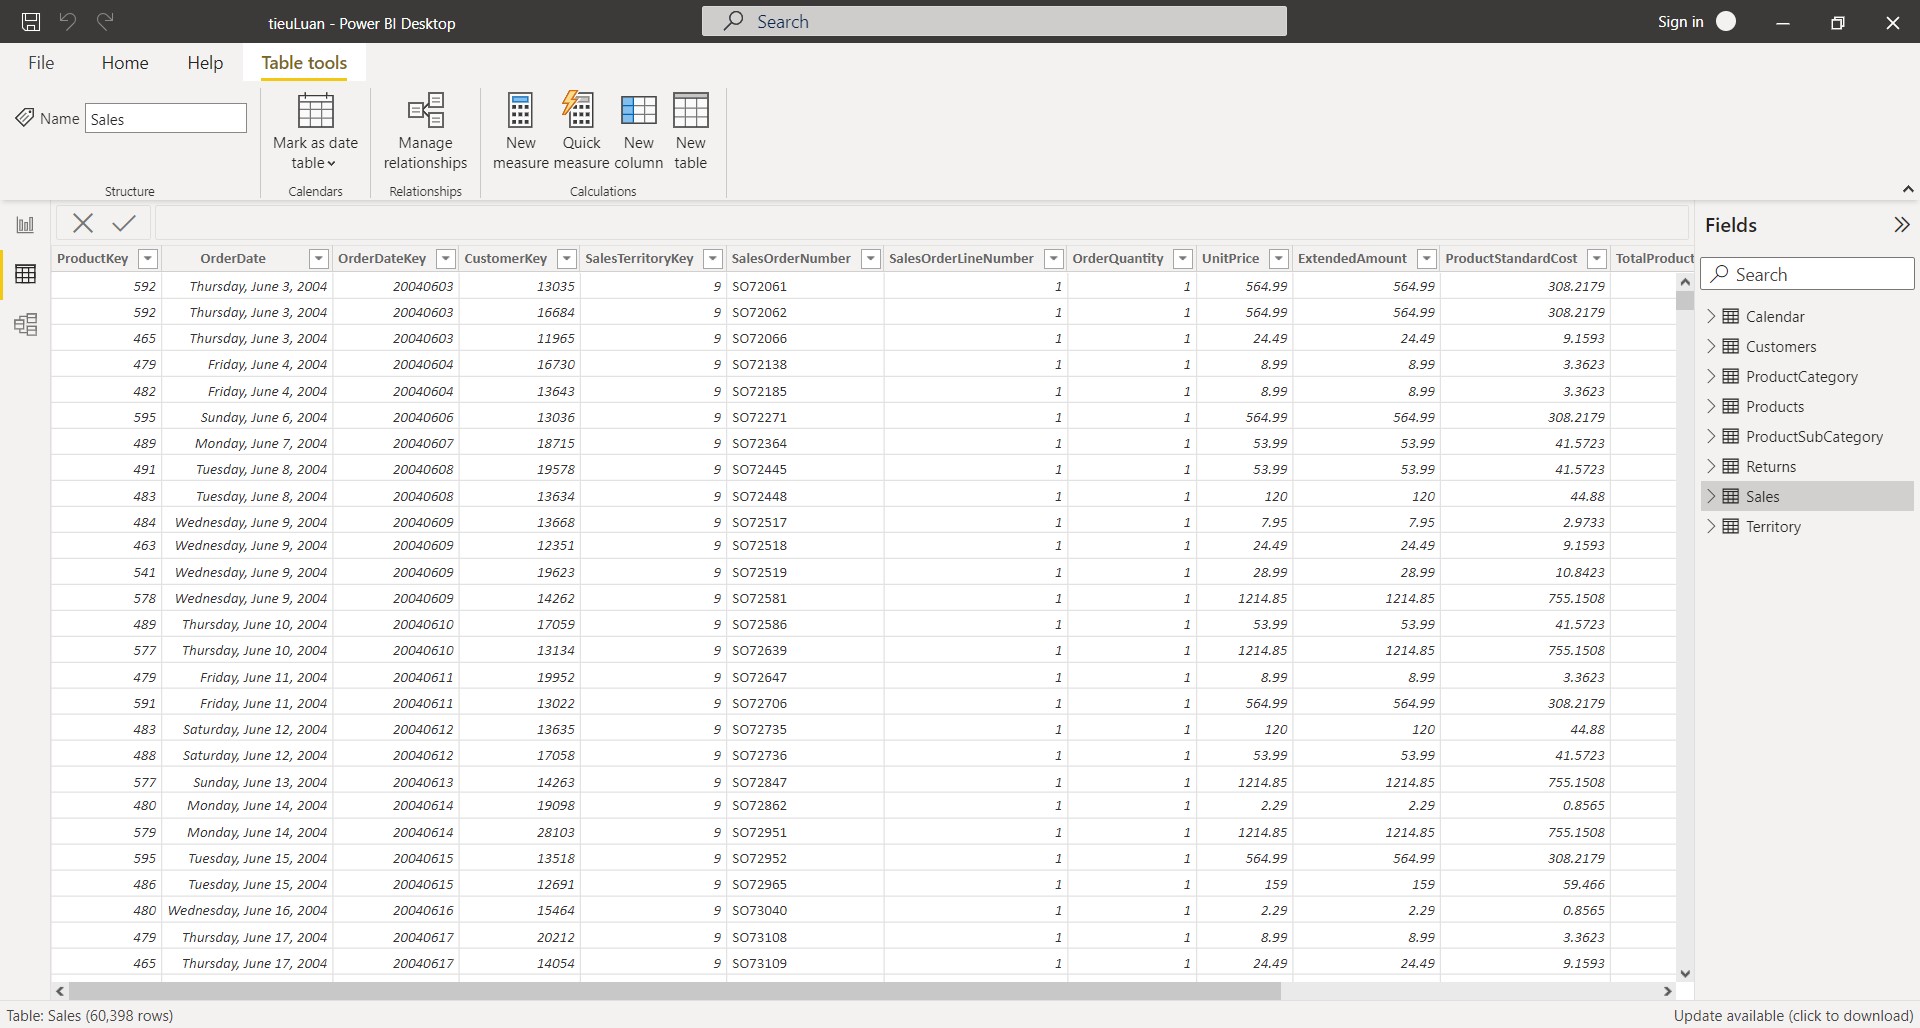 tieuLuan - Power BI Desktop
Search
Sign in
File Home Help Table tools
Name Sales
Mark as date table
Manage relationships
New measure
Quick measure
New column
New table
Structure Calendars Relationships Calculations
Fields
ProductKey OrderDate OrderDateKey CustomerKey SalesTerritoryKey SalesOrderNumber SalesOrderLineNumber OrderQuantity UnitPrice ExtendedAmount ProductStandardCost TotalProduct
592 Thursday, June 3, 2004 20040603 13035 9 SO72061 1 1 564.99 564.99 308.2179
592 Thursday, June 3, 2004 20040603 16684 9 SO72062 1 1 564.99 564.99 308.2179
465 Thursday, June 3, 2004 20040603 11965 9 SO72066 1 1 24.49 24.49 9.1593
479 Friday, June 4, 2004 20040604 16730 9 SO72138 1 1 8.99 8.99 3.3623
482 Friday, June 4, 2004 20040604 13643 9 SO72185 1 1 8.99 8.99 3.3623
595 Sunday, June 6, 2004 20040606 13036 9 SO72271 1 1 564.99 564.99 308.2179
489 Monday, June 7, 2004 20040607 18715 9 SO72364 1 1 53.99 53.99 41.5723
491 Tuesday, June 8, 2004 20040608 19578 9 SO72445 1 1 53.99 53.99 41.5723
483 Tuesday, June 8, 2004 20040608 13634 9 SO72448 1 1 120 120 44.88
484 Wednesday, June 9, 2004 20040609 13668 9 SO72517 1 1 7.95 7.95 2.9733
463 Wednesday, June 9, 2004 20040609 12351 9 SO72518 1 1 24.49 24.49 9.1593
541 Wednesday, June 9, 2004 20040609 19623 9 SO72519 1 1 28.99 28.99 10.8423
578 Wednesday, June 9, 2004 20040609 14262 9 SO72581 1 1 1214.85 1214.85 755.1508
489 Thursday, June 10, 2004 20040610 17059 9 SO72586 1 1 53.99 53.99 41.5723
577 Thursday, June 10, 2004 20040610 13134 9 SO72639 1 1 1214.85 1214.85 755.1508
479 Friday, June 11, 2004 20040611 19952 9 SO72647 1 1 8.99 8.99 3.3623
591 Friday, June 11, 2004 20040611 13022 9 SO72706 1 1 564.99 564.99 308.2179
483 Saturday, June 12, 2004 20040612 13635 9 SO72735 1 1 120 120 44.88
488 Saturday, June 12, 2004 20040612 17058 9 SO72736 1 1 53.99 53.99 41.5723
577 Sunday, June 13, 2004 20040613 14263 9 SO72847 1 1 1214.85 1214.85 755.1508
480 Monday, June 14, 2004 20040614 19098 9 SO72862 1 1 2.29 2.29 0.8565
579 Monday, June 14, 2004 20040614 28103 9 SO72951 1 1 1214.85 1214.85 755.1508
595 Tuesday, June 15, 2004 20040615 13518 9 SO72952 1 1 564.99 564.99 308.2179
486 Tuesday, June 15, 2004 20040615 12691 9 SO72965 1 1 159 159 59.466
480 Wednesday, June 16, 2004 20040616 15464 9 SO73040 1 1 2.29 2.29 0.8565
479 Thursday, June 17, 2004 20040617 20212 9 SO73108 1 1 8.99 8.99 3.3623
465 Thursday, June 17, 2004 20040617 14054 9 SO73109 1 1 24.49 24.49 9.1593
Search
Calendar
Customers
ProductCategory
Products
ProductSubCategory
Returns
Sales
Territory
Table: Sales (60,398 rows)
Update available (click to download)